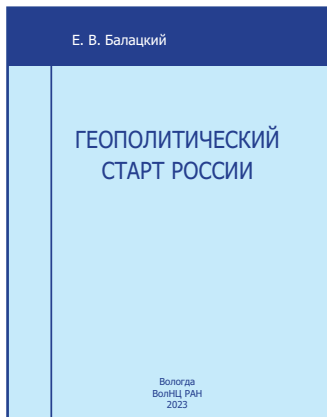 Е. В. Балацкий
ГЕОПОЛИТИЧЕСКИЙ
СТАРТ РОССИИ
Вологда
ВолНЦ РАН
2023